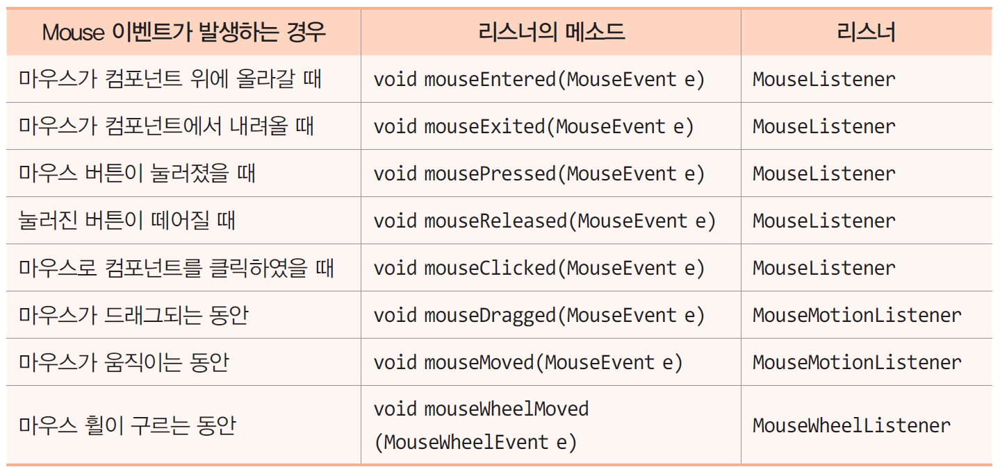 Mouse 이벤트가 발생하는 경우 리스너의 메소드 리스너
마우스가 컴포넌트 위에 올라갈 때 void mouseEntered(MouseEvent e) MouseListener
마우스가 컴포넌트에서 내려올 때 void mouseExited(MouseEvent e) MouseListener
마우스 버튼이 눌러졌을 때 void mousePressed(MouseEvent e) MouseListener
눌러진 버튼이 떼어질 때 void mouseReleased(MouseEvent e) MouseListener
마우스로 컴포넌트를 클릭하였을 때 void mouseClicked(MouseEvent e) MouseListener
마우스가 드래그되는 동안 void mouseDragged(MouseEvent e) MouseMotionListener
마우스가 움직이는 동안 void mouseMoved(MouseEvent e) MouseMotionListener
마우스 휠이 구르는 동안 void mouseWheelMoved
(MouseWheelEvent e) MouseWheelListener